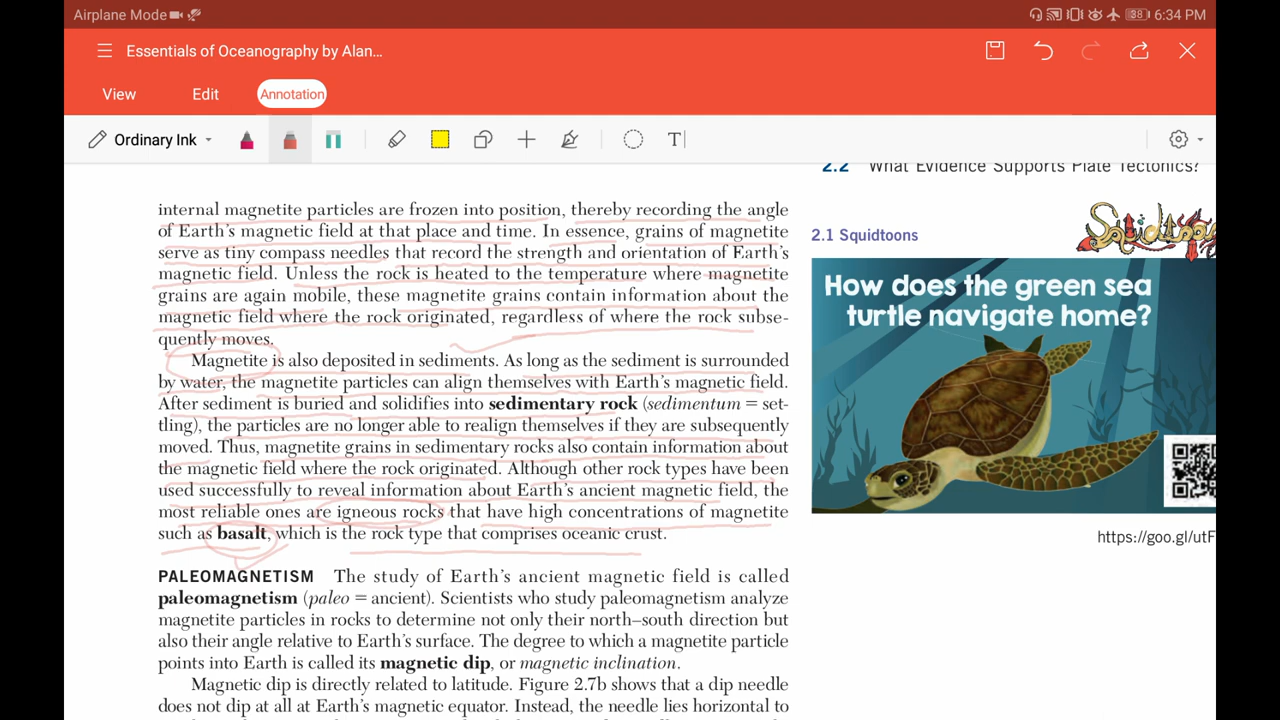 Airplane Mode
38 6:34 PM
Essentials of Oceanography by Alan...
View Edit Annotation
Ordinary Ink
T
internal magnetite particles are frozen into position, thereby recording the angle
of Earth's magnetic field at that place and time. In essence, grains of magnetite
serve as tiny compass needles that record the strength and orientation of Earth's
magnetic field. Unless the rock is heated to the temperature where magnetite
grains are again mobile, these magnetite grains contain information about the
magnetic field where the rock originated, regardless of where the rock subse-
quently moves.
Magnetite is also deposited in sediments. As long as the sediment is surrounded
by water, the magnetite particles can align themselves with Earth's magnetic field.
After sediment is buried and solidifies into sedimentary rock (sedimentum = set-
tling), the particles are no longer able to realign themselves if they are subsequently
moved. Thus, magnetite grains in sedimentary rocks also contain information about
the magnetic field where the rock originated. Although other rock types have been
used successfully to reveal information about Earth's ancient magnetic field, the
most reliable ones are igneous rocks that have high concentrations of magnetite
such as basalt, which is the rock type that comprises oceanic crust.
PALEOMAGNETISM The study of Earth's ancient magnetic field is called
paleomagnetism (paleo = ancient). Scientists who study paleomagnetism analyze
magnetite particles in rocks to determine not only their north–south direction but
also their angle relative to Earth's surface. The degree to which a magnetite particle
points into Earth is called its magnetic dip, or magnetic inclination.
Magnetic dip is directly related to latitude. Figure 2.7b shows that a dip needle
does not dip at all at Earth's magnetic equator. Instead, the needle lies horizontal to
2.2 What Evidence Supports Plate Tectonics?
2.1 Squidtoons
Squidtoo
How does the green sea
turtle navigate home?
https://goo.gl/utF